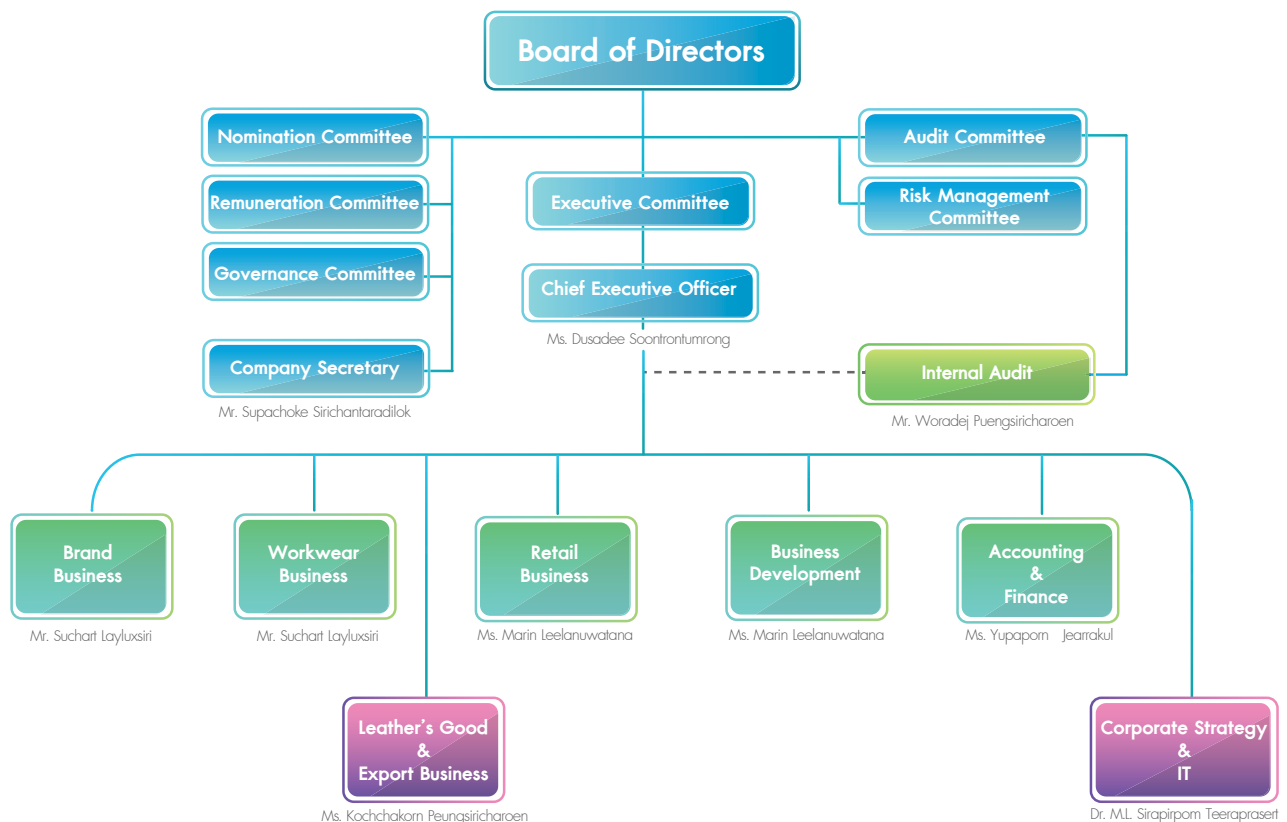 Board of Directors
Nomination Committee
Audit Committee
Remuneration Committee
Executive Committee
Risk Management
Committee
Governance Committee
Chief Executive Officer
Ms. Dusadee Soontrontumrong
Company Secretary
Mr. Supachoke Sirichantaradilok
Internal Audit
Mr. Woradej Puengsiricharoen
Brand
Business
Mr. Suchart Layluxsiri
Workwear
Business
Mr. Suchart Layluxsiri
Retail
Business
Ms. Marin Leelanuwatana
Business
Development
Ms. Marin Leelanuwatana
Accounting
&
Finance
Ms. Yupaporn Jearrakul
Leather's Good
&
Export Business
Ms. Kochchakorn Peungsiricharoen
Corporate Strategy
&
IT
Dr. M.L. Sirapirpom Teeraprasert